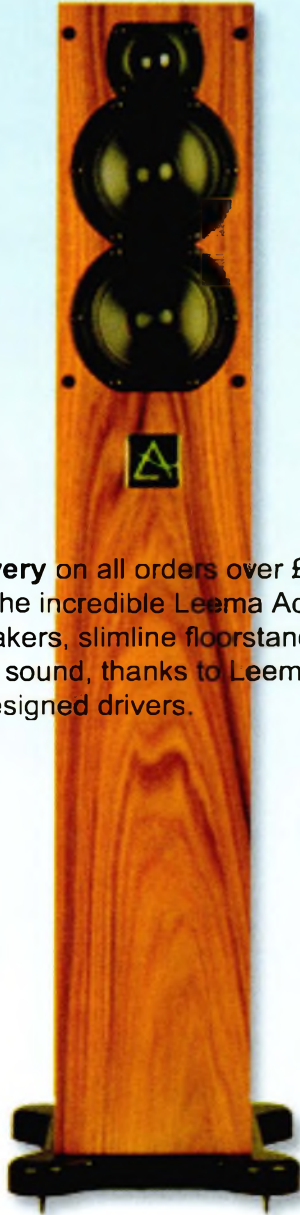 very on all orders over £
he incredible Leema Ac
akers, slimline floorstand
sound, thanks to Leem
esigned drivers.